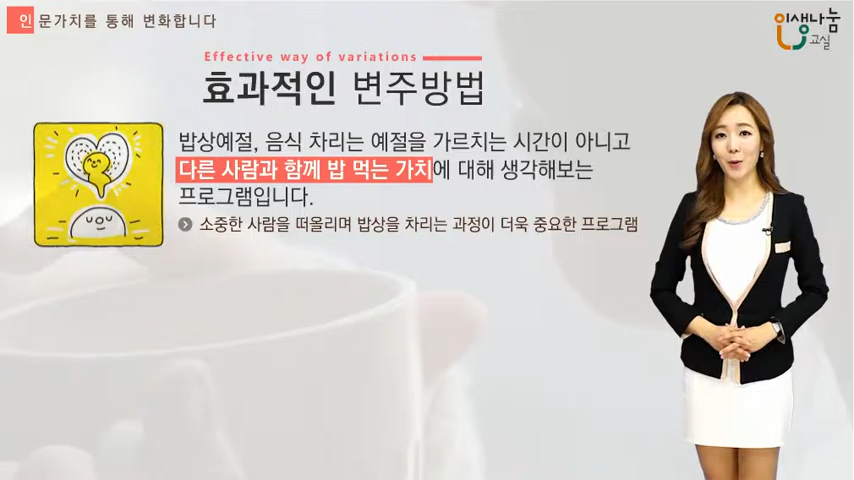 인문가치를 통해 변화합니다
인생나눔
교실
Effective way of variations
효과적인 변주방법
밥상예절, 음식 차리는 예절을 가르치는 시간이 아니고
다른 사람과 함께 밥 먹는 가치에 대해 생각해보는
프로그램입니다.
소중한 사람을 떠올리며 밥상을 차리는 과정이 더욱 중요한 프로그램